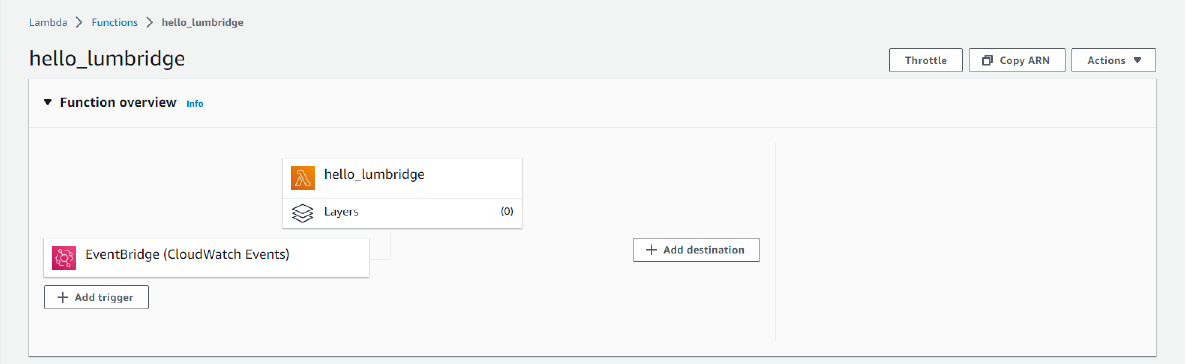 Lambda > Functions > hello_lumbridge
hello_lumbridge
Throttle
Copy ARN
Actions
Function overview Info
hello_lumbridge
Layers (0)
EventBridge (CloudWatch Events)
+ Add destination
+ Add trigger